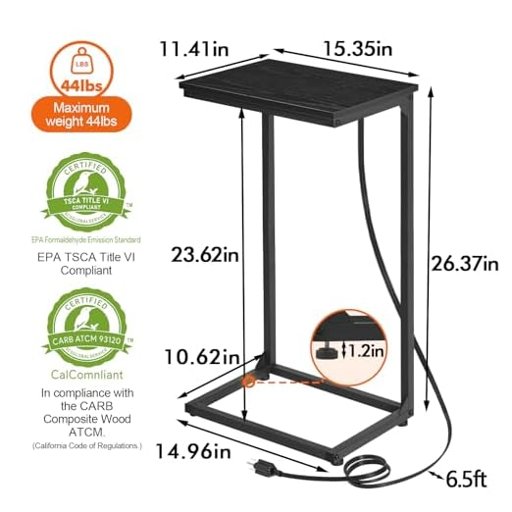 LBS
44lbs
Maximum
weight 44lbs
CERTIFIED
TSCA TITLE VI
COMPLIANT
EPA Formaldehyde Emission Standard
EPA TSCA Title VI
Compliant
CERTIFIED
CARB ATCM 93120
CalComnliant
In compliance with
the CARB
Composite Wood
ATCM.
(California Code of Regulations.)
11.41in
15.35in
23.62in
26.37in
1.2in
10.62in
14.96in
6.5ft